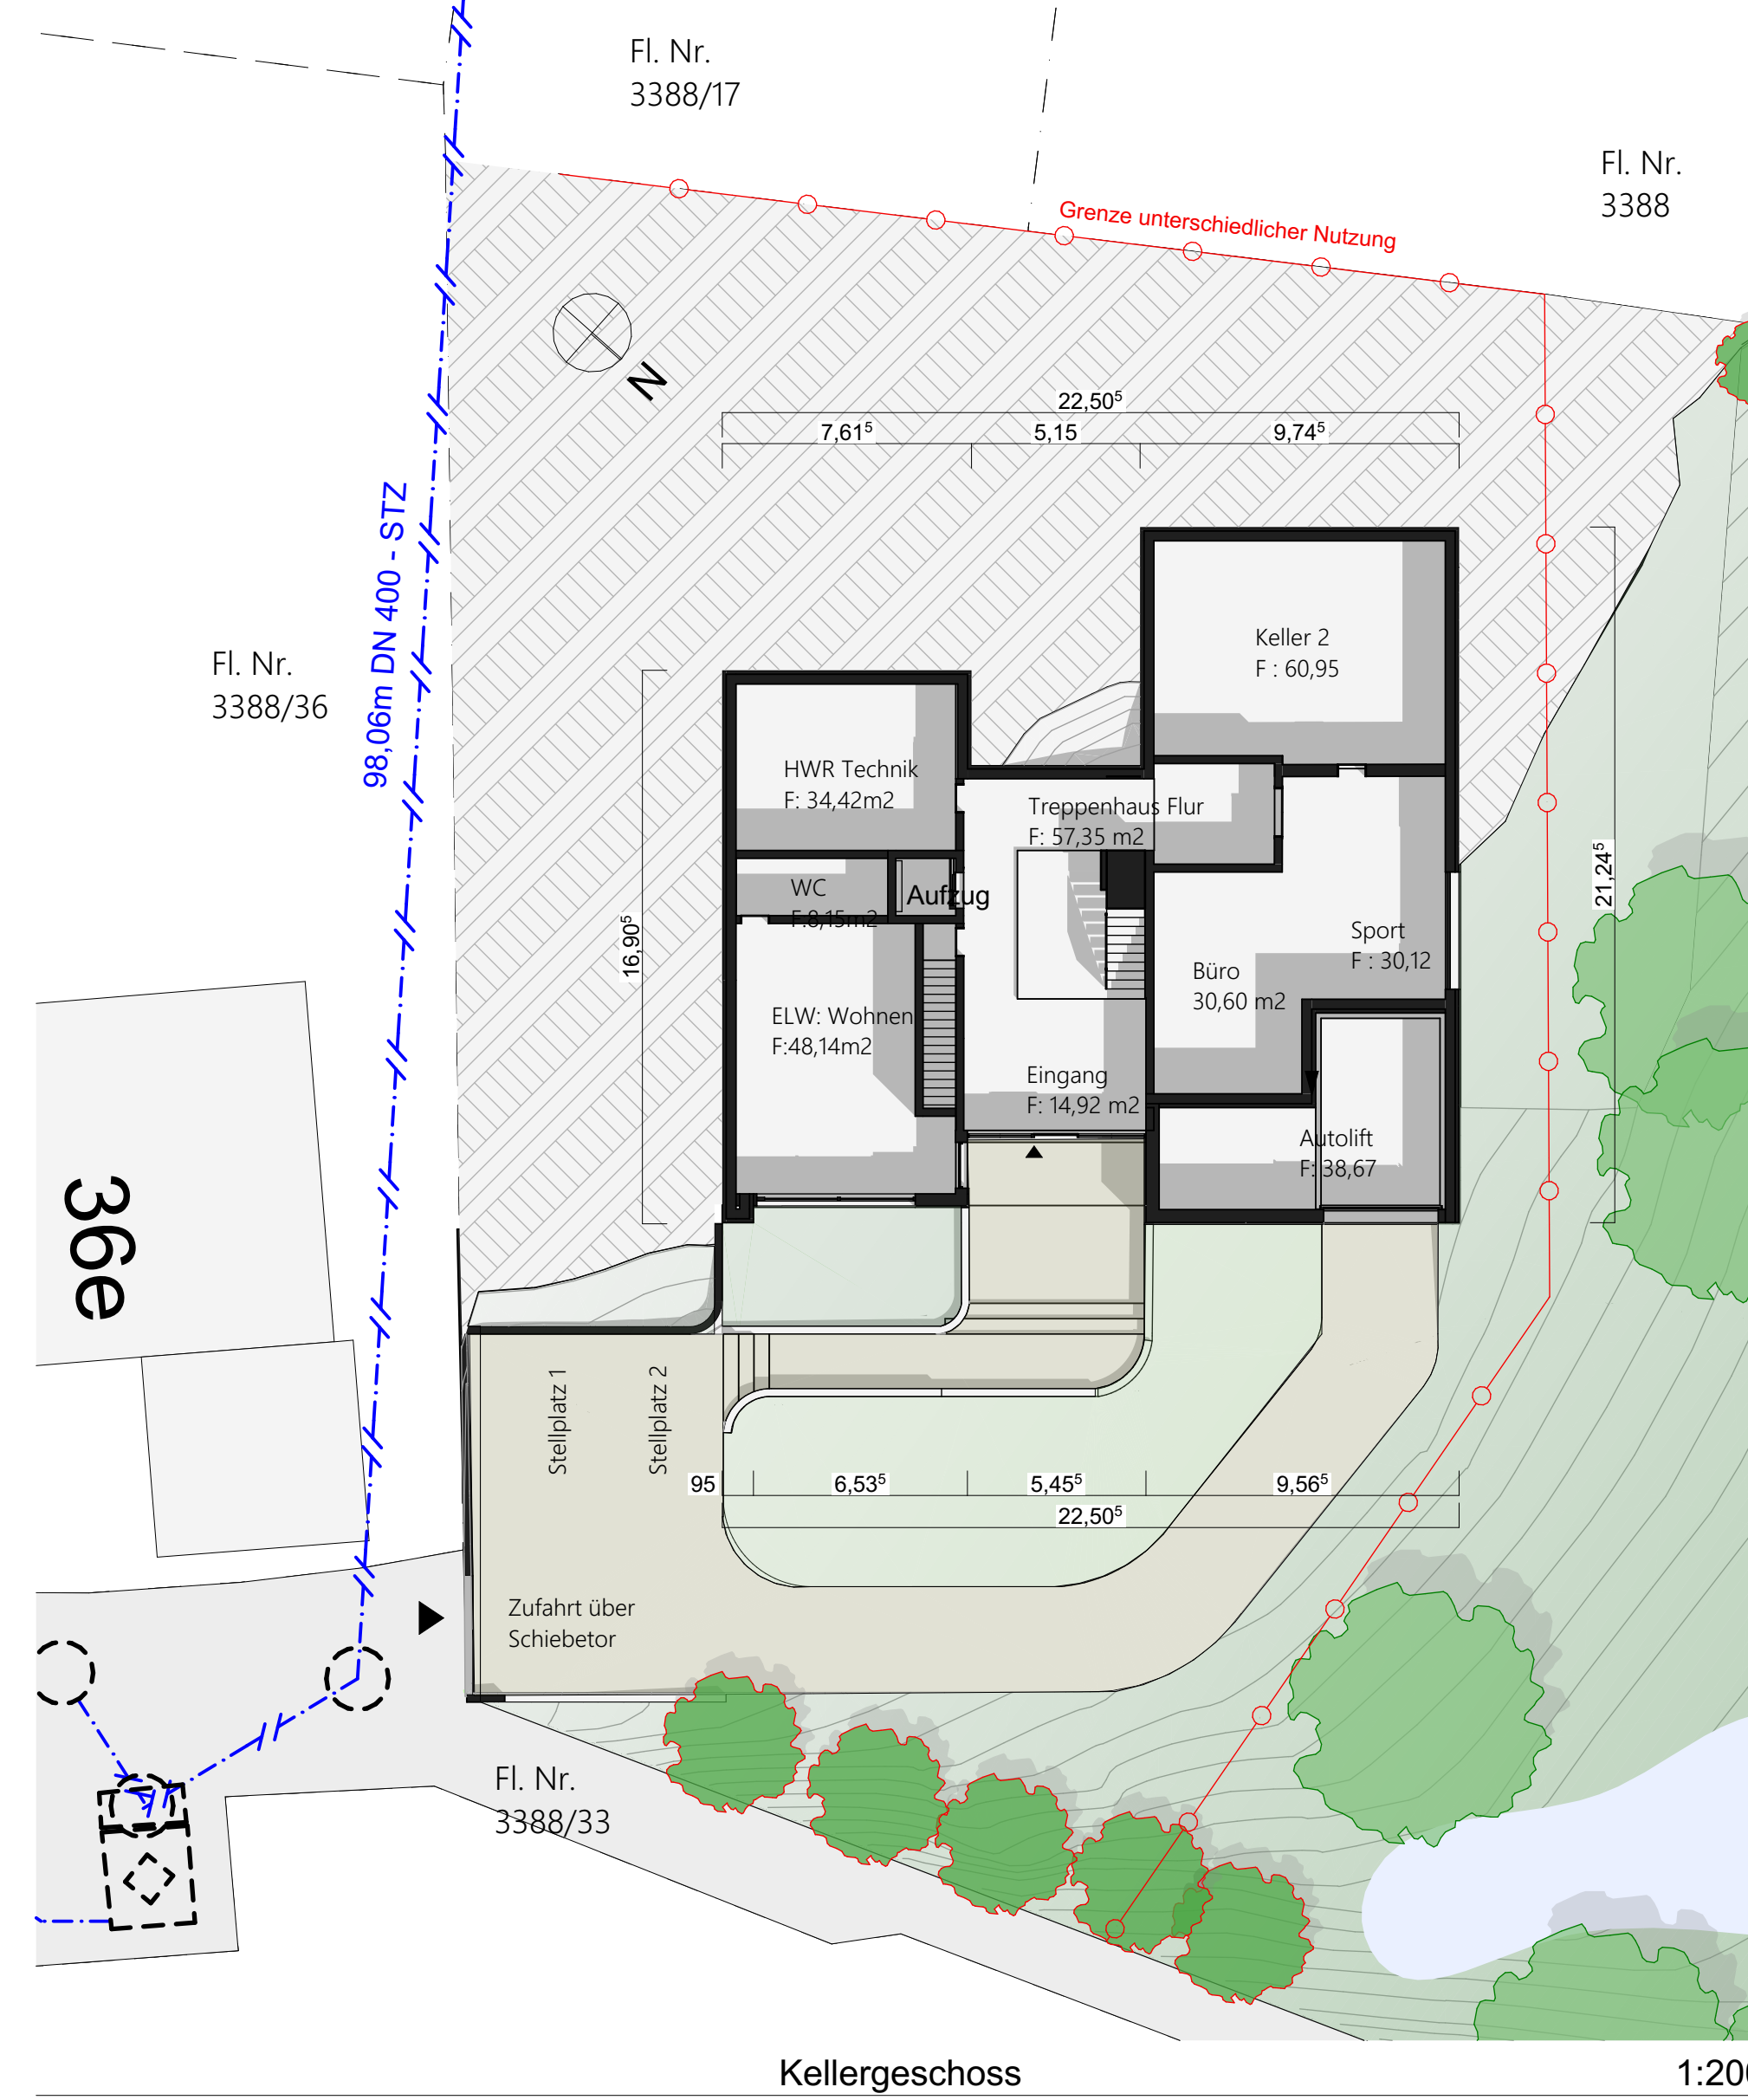 Fl. Nr.
3388/17
Fl. Nr.
3388
Grenze unterschiedlicher Nutzung
N
22,50⁵
7,61⁵
5,15
9,74⁵
98,06m DN 400 - STZ
Fl. Nr.
3388/36
Keller 2
F : 60,95
HWR Technik
F: 34,42m2
Treppenhaus Flur
F: 57,35 m2
21,24⁵
16,90⁵
WC
F:8,15m2
Aufzug
Sport
F : 30,12
Büro
30,60 m2
ELW: Wohnen
F:48,14m2
Eingang
F: 14,92 m2
Autolift
F: 38,67
36e
Stellplatz 1
Stellplatz 2
95
6,53⁵
5,45⁵
9,56⁵
22,50⁵
Zufahrt über
Schiebetor
Fl. Nr.
3388/33
Kellergeschoss